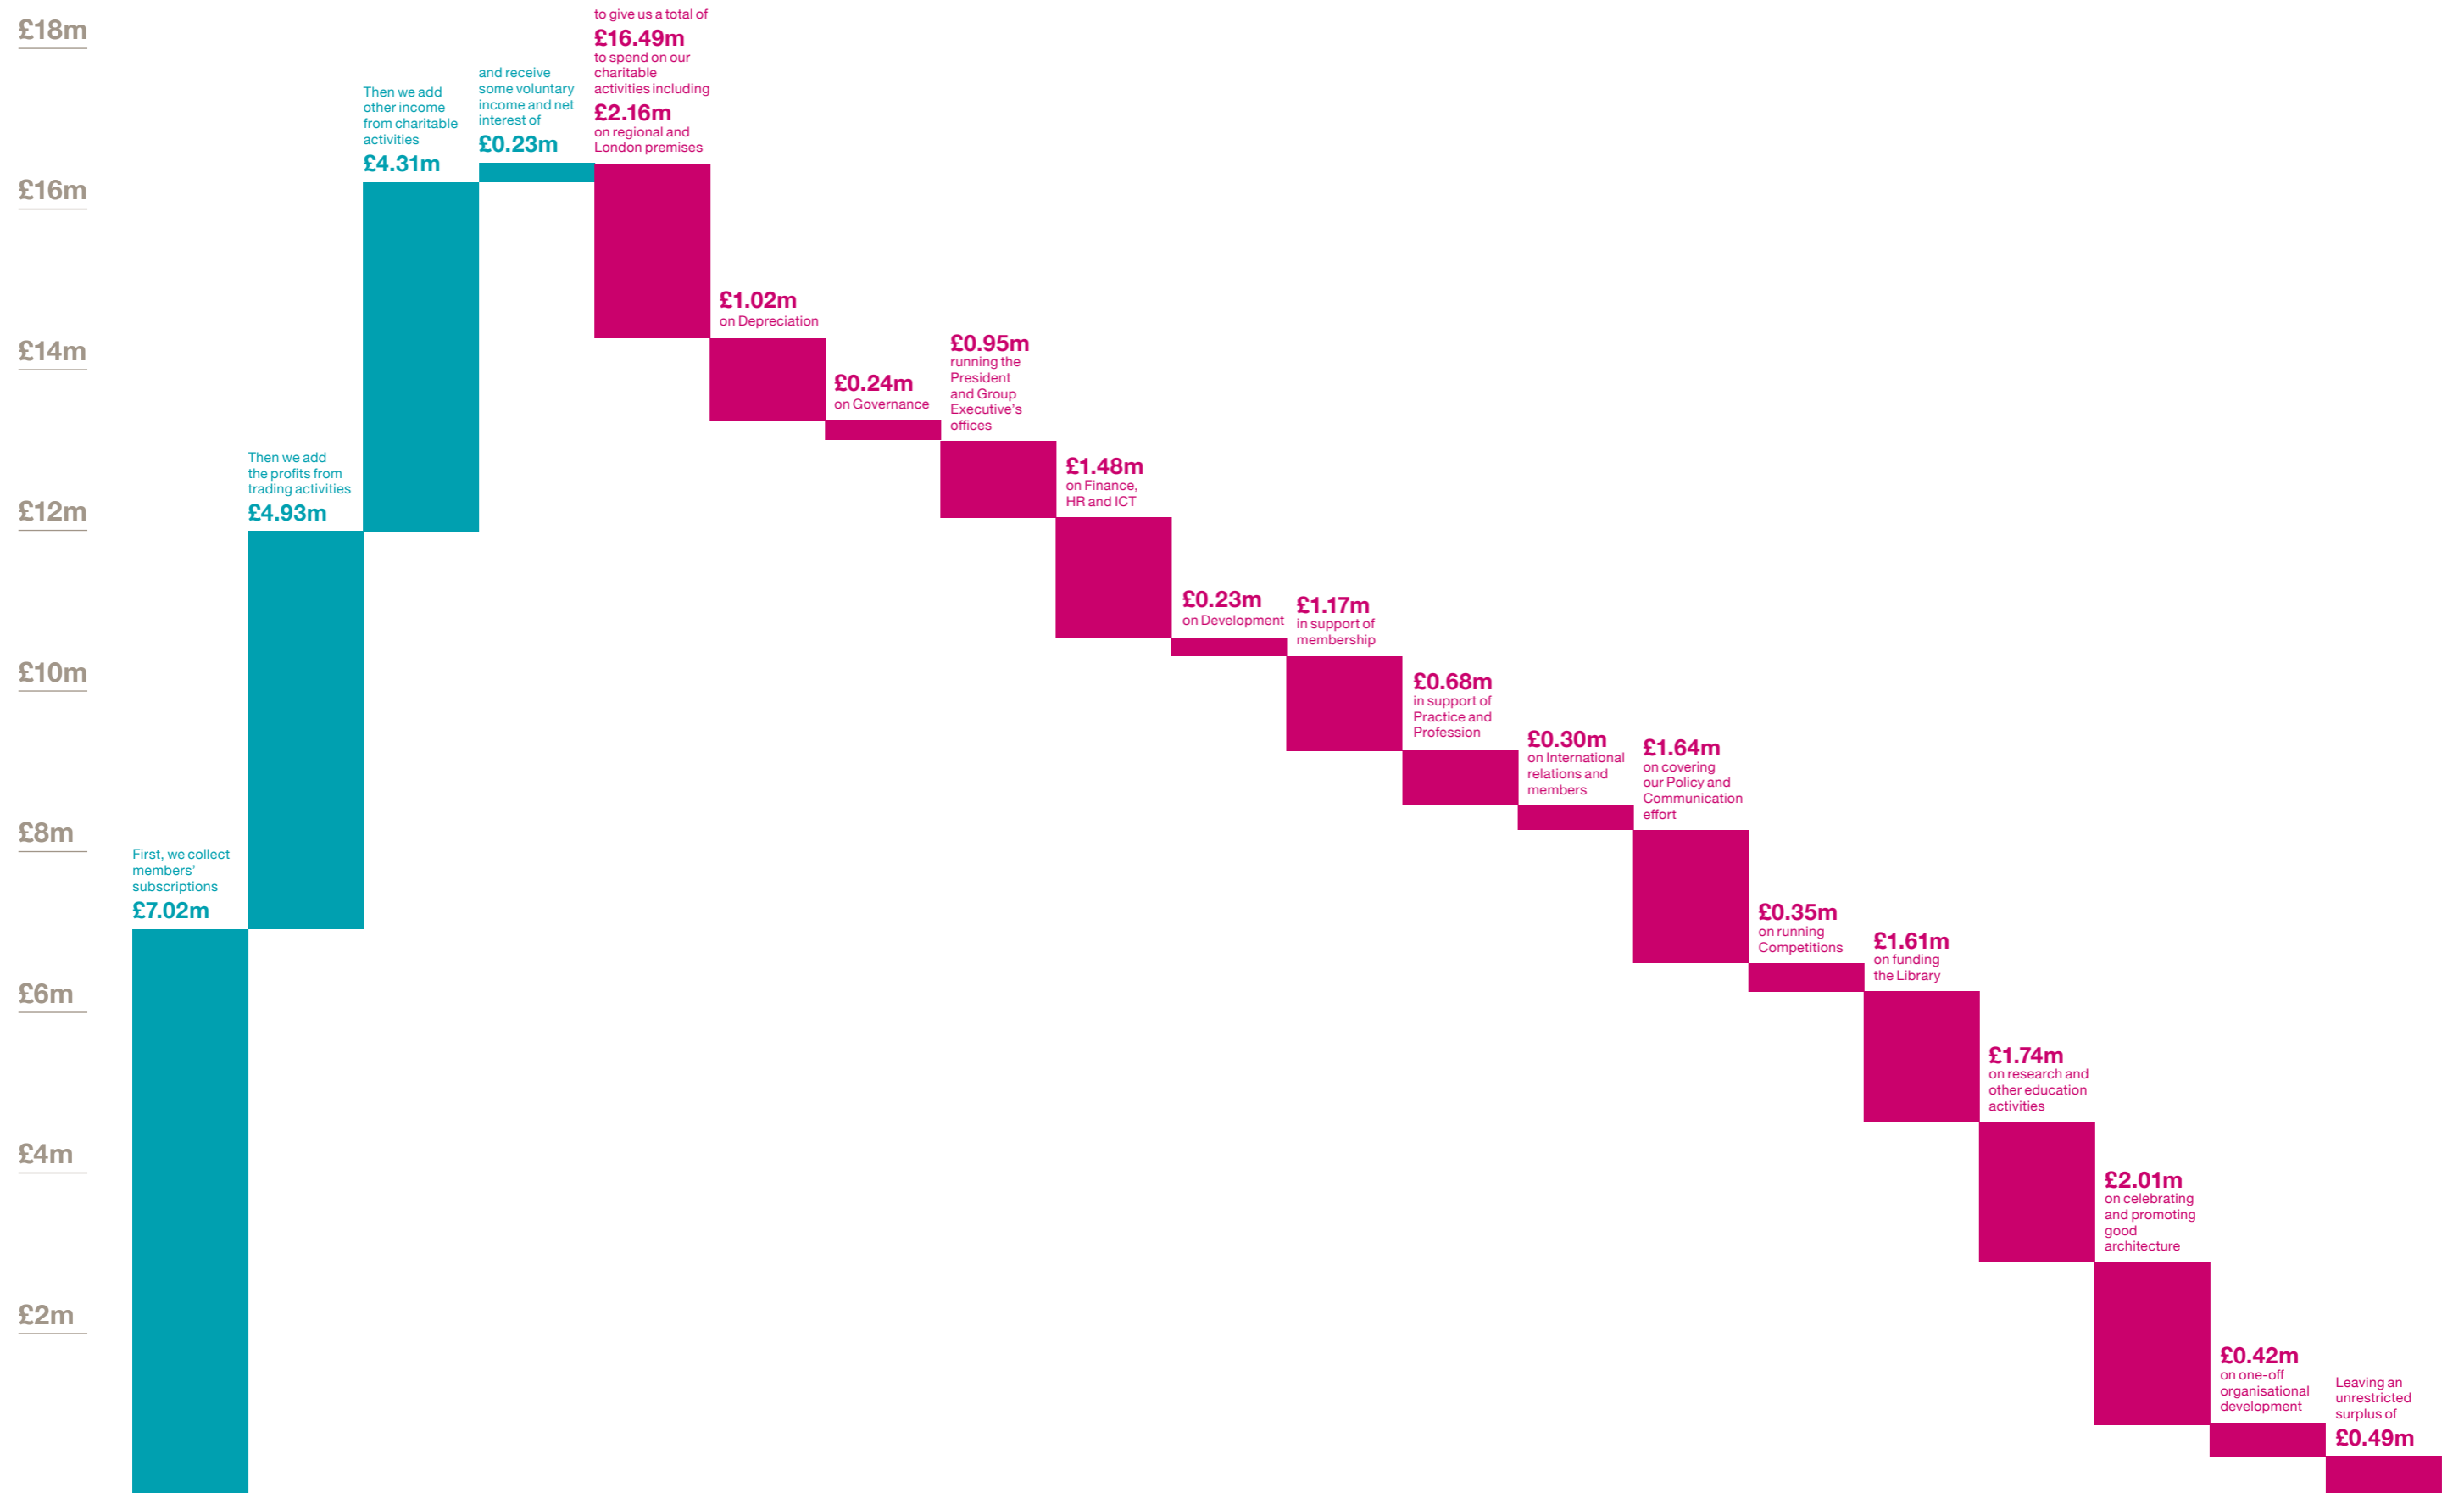 £18m
£16m
£14m
£12m
£10m
£8m
£6m
£4m
£2m
First, we collect
members'
subscriptions
£7.02m
Then we add
the profits from
trading activities
£4.93m
Then we add
other income
from charitable
activities
£4.31m
and receive
some voluntary
income and net
interest of
£0.23m
to give us a total of
£16.49m
to spend on our
charitable
activities including
£2.16m
on regional and
London premises
£1.02m
on Depreciation
£0.24m
on Governance
£0.95m
running the
President
and Group
Executive's
offices
£1.48m
on Finance,
HR and ICT
£0.23m
on Development
£1.17m
in support of
membership
£0.68m
in support of
Practice and
Profession
£0.30m
on International
relations and
members
£1.64m
on covering
our Policy and
Communication
effort
£0.35m
on running
Competitions
£1.61m
on funding
the Library
£1.74m
on research and
other education
activities
£2.01m
on celebrating
and promoting
good
architecture
£0.42m
on one-off
organisational
development
Leaving an
unrestricted
surplus of
£0.49m